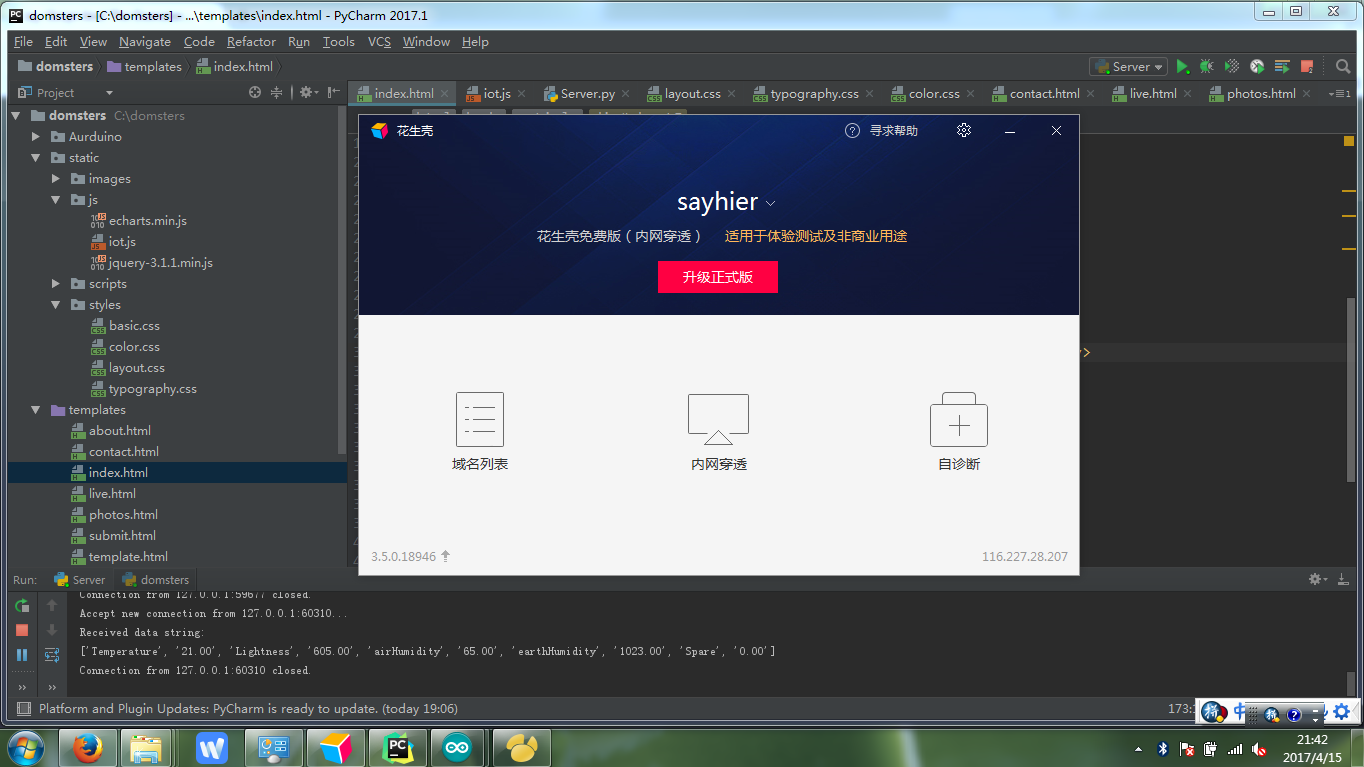 domsters - [C:\domsters] - ...\templates\index.html - PyCharm 2017.1
File Edit View Navigate Code Refactor Run Tools VCS Window Help
domsters templates index.html Server
Project
index.html iot.js Server.py layout.css typography.css color.css contact.html live.html photos.html
domsters C:\domsters
Aurduino
static
images
js
echarts.min.js
iot.js
jquery-3.1.1.min.js
scripts
styles
basic.css
color.css
layout.css
typography.css
templates
about.html
contact.html
index.html
live.html
photos.html
submit.html
template.html
花生壳 寻求帮助
sayhier
花生壳免费版（内网穿透） 适用于体验测试及非商业用途
升级正式版
域名列表 内网穿透 自诊断
3.5.0.18946 116.227.28.207
Run: Server domsters
Connection from 127.0.0.1:59677 closed.
Accept new connection from 127.0.0.1:60310...
Received data string:
['Temperature', '21.00', 'Lightness', '605.00', 'airHumidity', '65.00', 'earthHumidity', '1023.00', 'Spare', '0.00']
Connection from 127.0.0.1:60310 closed.
Platform and Plugin Updates: PyCharm is ready to update. (today 19:06)
21:42
2017/4/15